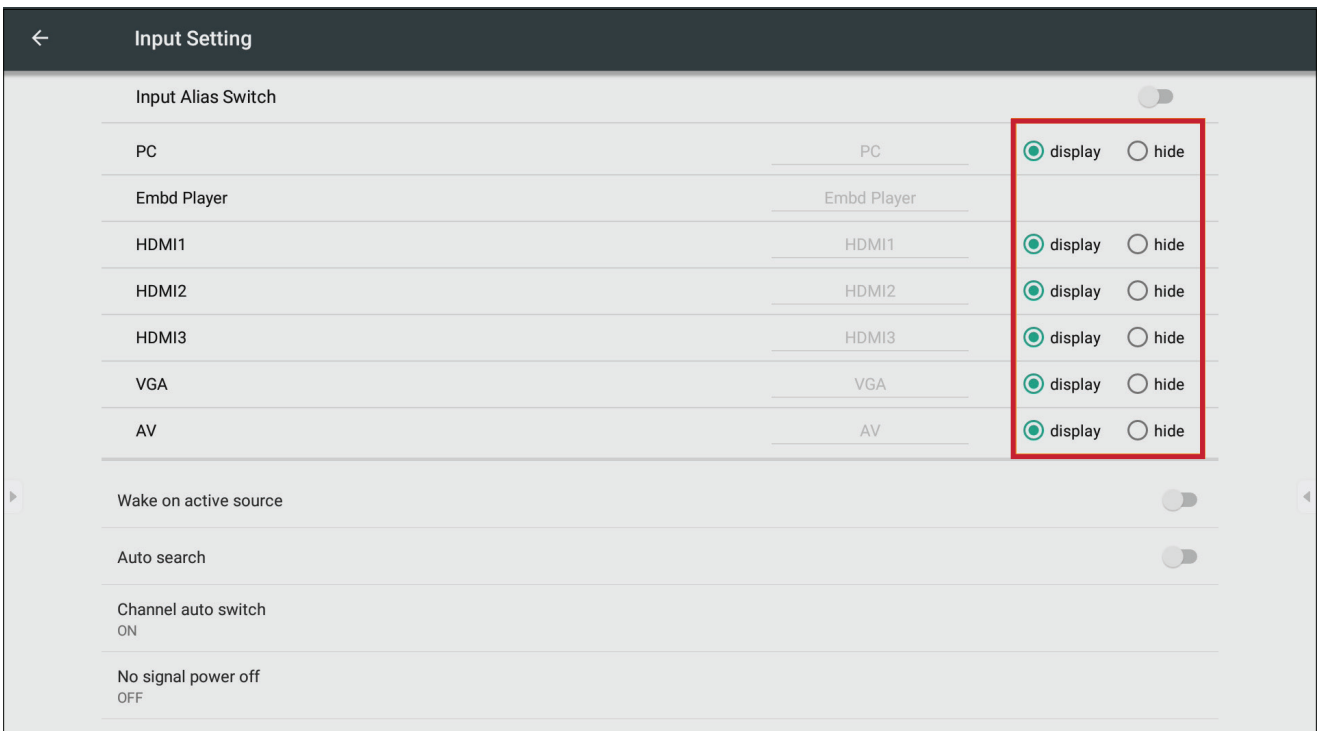 Input Setting
Input Alias Switch
PC PC display hide
Embd Player Embd Player
HDMI1 HDMI1 display hide
HDMI2 HDMI2 display hide
HDMI3 HDMI3 display hide
VGA VGA display hide
AV AV display hide
Wake on active source
Auto search
Channel auto switch
ON
No signal power off
OFF